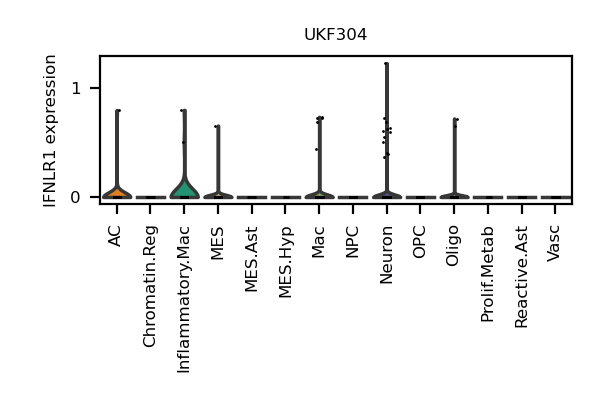 UKF304
IFNLR1 expression
1
0
AC
Chromatin.Reg
Inflammatory.Mac
MES
MES.Ast
MES.Hyp
Mac
NPC
Neuron
OPC
Oligo
Prolif.Metab
Reactive.Ast
Vasc